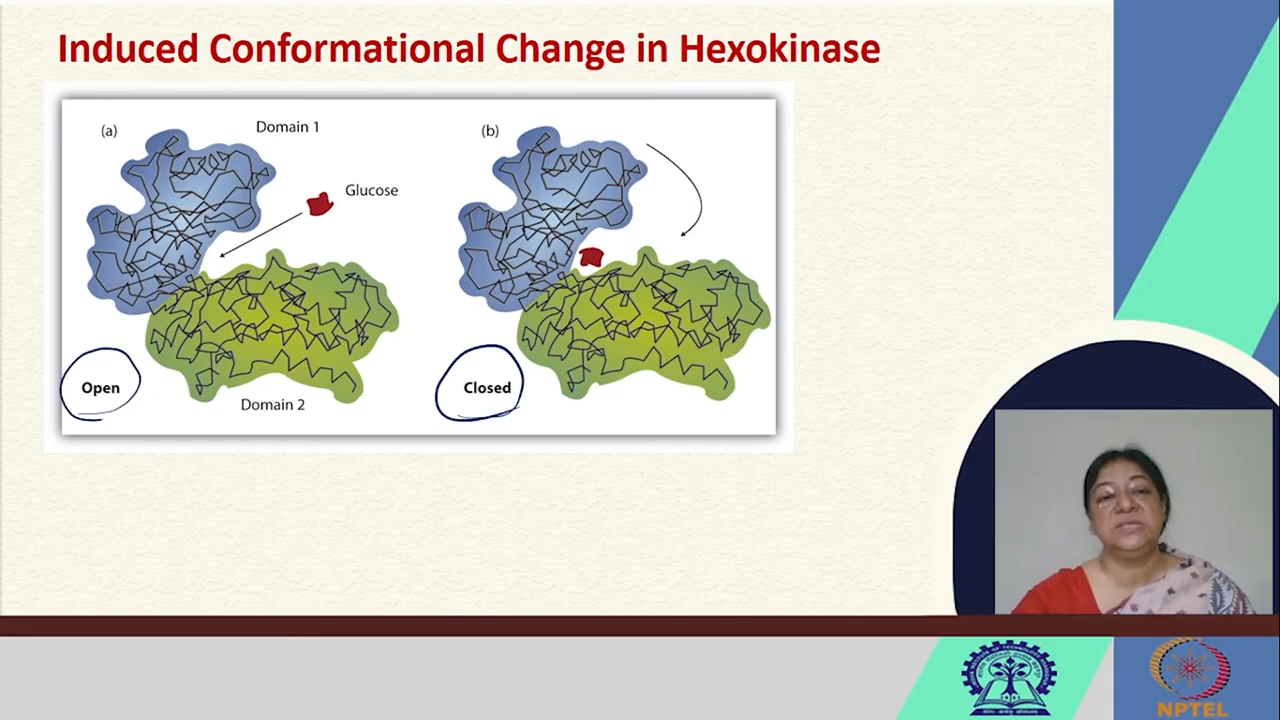 Induced Conformational Change in Hexokinase
(a)
Domain 1
Glucose
Open
Domain 2
(b)
Closed
NPTEL